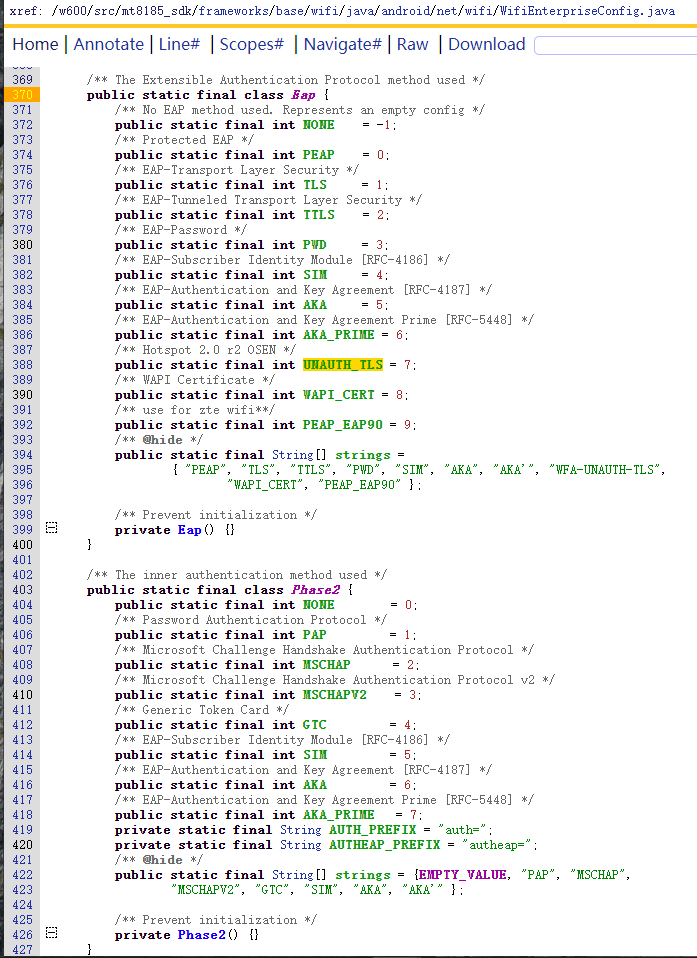 xref: /w600/src/mt8185_sdk/frameworks/base/wifi/java/android/net/wifi/WifiEnterpriseConfig.java
Home | Annotate | Line# | Scopes# | Navigate# | Raw | Download
369 /** The Extensible Authentication Protocol method used */
370 public static final class Eap {
371 /** No EAP method used. Represents an empty config */
372 public static final int NONE = -1;
373 /** Protected EAP */
374 public static final int PEAP = 0;
375 /** EAP-Transport Layer Security */
376 public static final int TLS = 1;
377 /** EAP-Tunneled Transport Layer Security */
378 public static final int TTLS = 2;
379 /** EAP-Password */
380 public static final int PWD = 3;
381 /** EAP-Subscriber Identity Module [RFC-4186] */
382 public static final int SIM = 4;
383 /** EAP-Authentication and Key Agreement [RFC-4187] */
384 public static final int AKA = 5;
385 /** EAP-Authentication and Key Agreement Prime [RFC-5448] */
386 public static final int AKA_PRIME = 6;
387 /** Hotspot 2.0 r2 OSEN */
388 public static final int UNAUTH_TLS = 7;
389 /** WAPI Certificate */
390 public static final int WAPI_CERT = 8;
391 /** use for zte wifi**/
392 public static final int PEAP_EAP90 = 9;
393 /** @hide */
394 public static final String[] strings =
395 { "PEAP", "TLS", "TTLS", "PWD", "SIM", "AKA", "AKA'", "WFA-UNAUTH-TLS",
396 "WAPI_CERT", "PEAP_EAP90" };
397
398 /** Prevent initialization */
399 private Eap() {}
400 }
401
402 /** The inner authentication method used */
403 public static final class Phase2 {
404 public static final int NONE = 0;
405 /** Password Authentication Protocol */
406 public static final int PAP = 1;
407 /** Microsoft Challenge Handshake Authentication Protocol */
408 public static final int MSCHAP = 2;
409 /** Microsoft Challenge Handshake Authentication Protocol v2 */
410 public static final int MSCHAPV2 = 3;
411 /** Generic Token Card */
412 public static final int GTC = 4;
413 /** EAP-Subscriber Identity Module [RFC-4186] */
414 public static final int SIM = 5;
415 /** EAP-Authentication and Key Agreement [RFC-4187] */
416 public static final int AKA = 6;
417 /** EAP-Authentication and Key Agreement Prime [RFC-5448] */
418 public static final int AKA_PRIME = 7;
419 private static final String AUTH_PREFIX = "auth=";
420 private static final String AUTHEAP_PREFIX = "autheap=";
421 /** @hide */
422 public static final String[] strings = {EMPTY_VALUE, "PAP", "MSCHAP",
423 "MSCHAPV2", "GTC", "SIM", "AKA", "AKA'" };
424
425 /** Prevent initialization */
426 private Phase2() {}
427 }